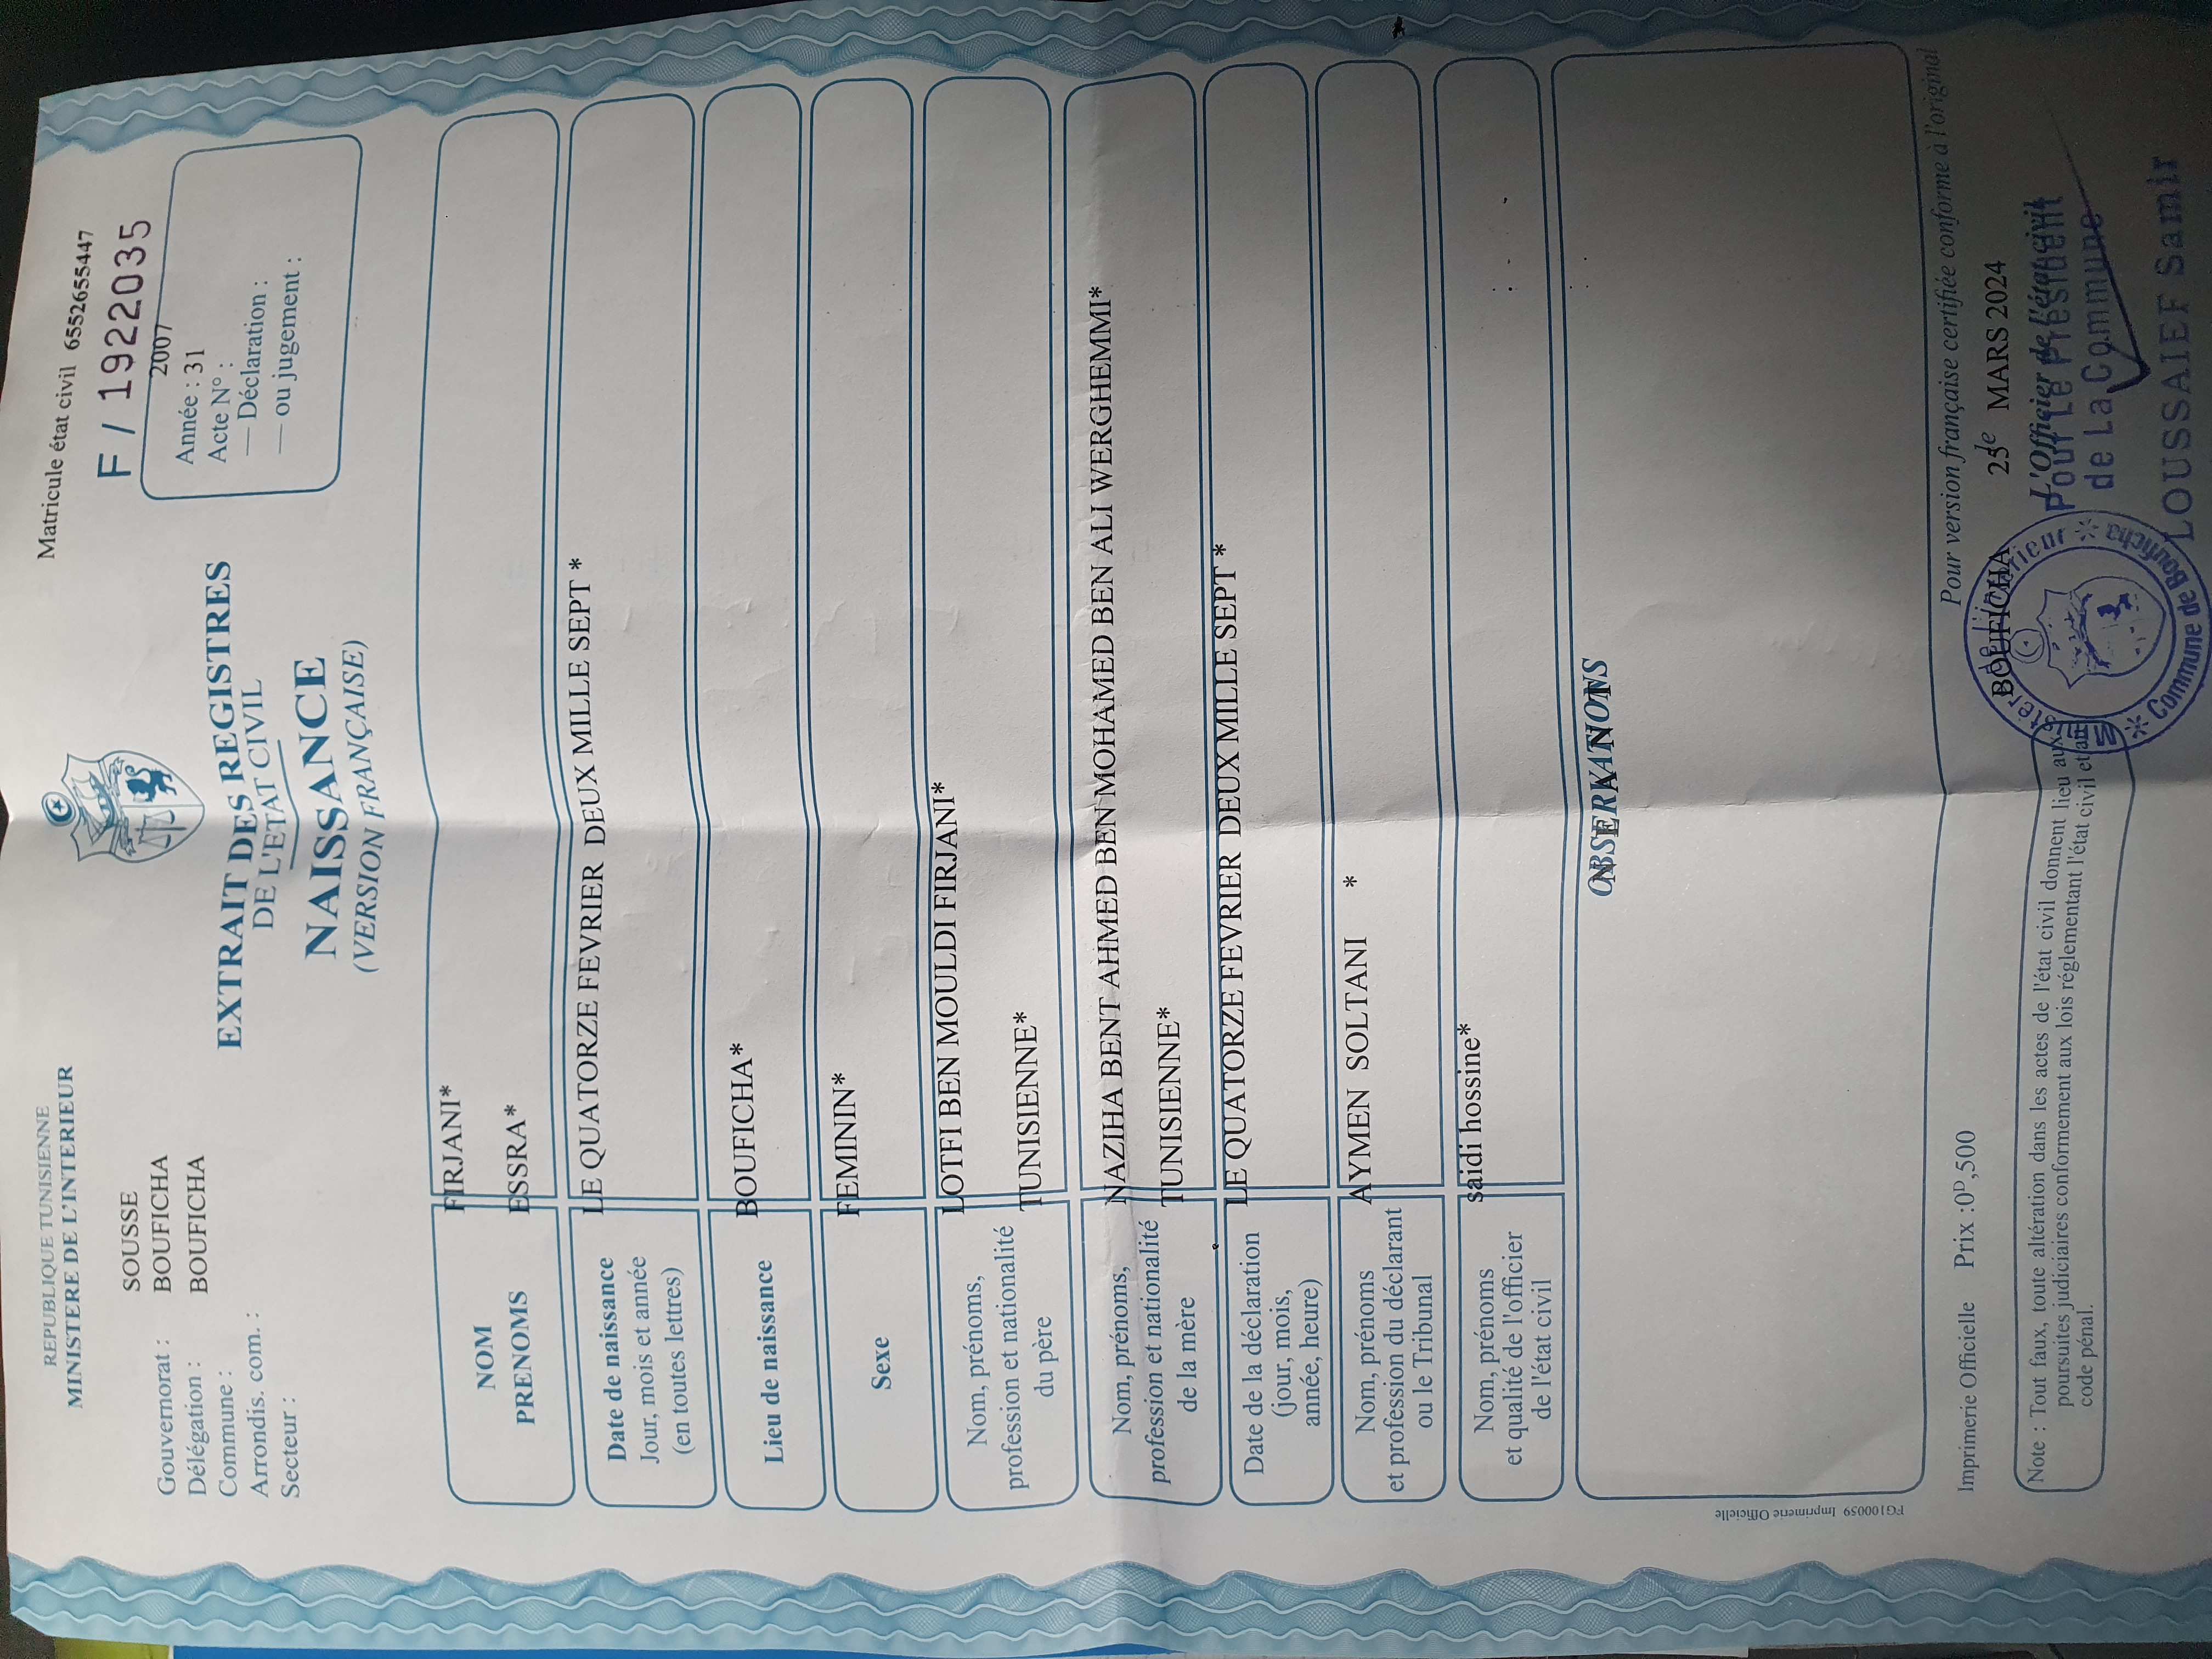 REPUBLIQUE TUNISIENNE
MINISTERE DE L'INTERIEUR
Matricule état civil 6552655447
F / 1922035
SOUSSE
Gouvernorat : BOUFICHA
Délégation : BOUFICHA
Commune :
Arrondis. com. :
Secteur :
2007
Année : 31
Acte N° :
— Déclaration :
— ou jugement :
EXTRAIT DES REGISTRES
DE L'ETAT CIVIL
NAISSANCE
(VERSION FRANÇAISE)
NOM
PRENOMS
FIRJANI*
ESSRA*
Date de naissance
Jour, mois et année
(en toutes lettres)
LE QUATORZE FEVRIER DEUX MILLE SEPT *
Lieu de naissance
BOUFICHA*
Sexe
FEMININ*
Nom, prénoms,
profession et nationalité
du père
LOTFI BEN MOULDI FIRJANI*
TUNISIENNE*
Nom, prénoms,
profession et nationalité
de la mère
NAZIHA BENT AHMED BEN MOHAMED BEN ALI WERGHEMMI*
TUNISIENNE*
Date de la déclaration
(jour, mois,
année, heure)
LE QUATORZE FEVRIER DEUX MILLE SEPT *
Nom, prénoms
et profession du déclarant
ou le Tribunal
AYMEN SOLTANI *
Nom, prénoms
et qualité de l'officier
de l'état civil
saidi hossine*
OBSERVATIONS
FG100059 Imprimerie Officielle
Imprimerie Officielle Prix :0ᴰ,500
Pour version française certifiée conforme à l'original
BOUFICHA le 25 MARS 2024
L'Officier de l'état civil
Pour Le Président
de La Commune
LOUSSAIEF Samir
Commune de Bouficha
Note : Tout faux, toute altération dans les actes de l'état civil donnent lieu aux
poursuites judiciaires conformement aux lois réglementant l'état civil et au
code pénal.